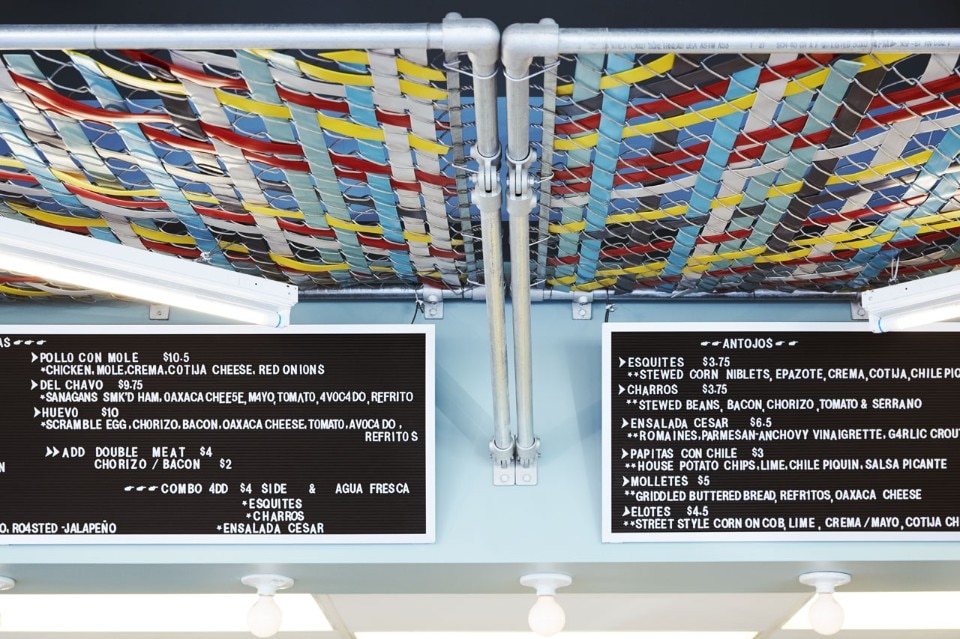 AS ☛☛☛
POLLO CON MOLE $10.5
*CHICKEN, MOLE, CREMA, COTIJA CHEESE, RED ONIONS
DEL CHAVO $9.75
*SANAGANS SMK'D HAM, OAXACA CHEESE, MAYO, TOMATO, AVOCADO, REFRITO
HUEVO $10
*SCRAMBLE EGG, CHORIZO, BACON, OAXACA CHEESE, TOMATO, AVOCADO,
REFRITOS
ADD DOUBLE MEAT $4
CHORIZO / BACON $2
☛☛☛ COMBO 4DD $4 SIDE & AGUA FRESCA
*ESQUITES
*CHARROS
O, RO4STED -JALAPEÑO *ENSALADA CESAR
☛☛ ANTOJOS ☛☛
ESQUITES $3.75
**STEWED CORN NIBLETS, EPAZOTE, CREMA, COTIJA, CHILE PIQ
CHARROS $3.75
**STEWED BEANS, BACON, CHORIZO, TOMATO & SERRANO
ENSALADA CESAR $6.5
**ROMAINES, PARMESAN-ANCHOVY VINAIGRETTE, G4RLIC CROUT
PAPITAS CON CHILE $3
**HOUSE POTATO CHIPS, LIME, CHILE PIQUIN, SALSA PICANTE
MOLLETES $5
**GRIDDLED BUTTERED BREAD, REFR1TOS, OAXACA CHEESE
ELOTES $4.5
**STREET STYLE CORN ON COB, LIME, CREMA / MAYO, COTIJA CH